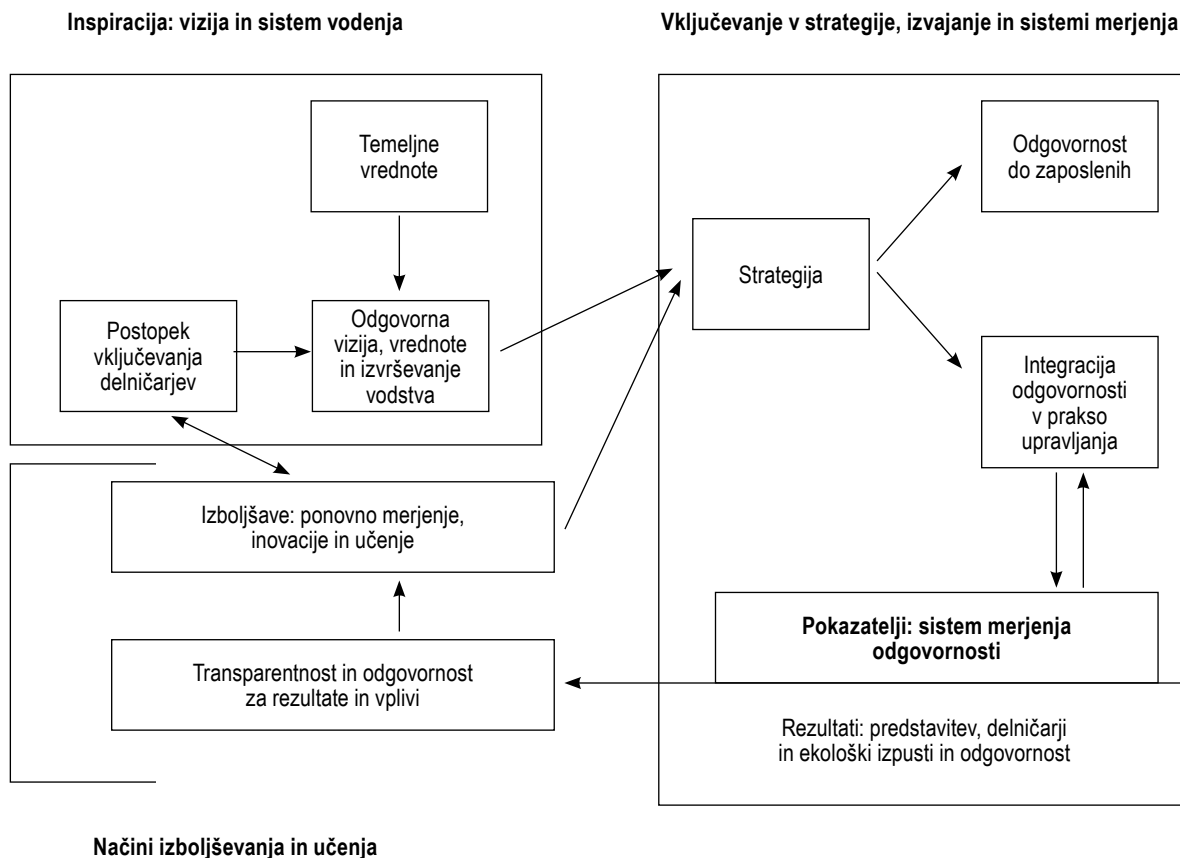 Inspiracija: vizija in sistem vodenja
Vključevanje v strategije, izvajanje in sistemi merjenja
Temeljne
vrednote
Postopek
vključevanja
delničarjev
Odgovorna
vizija, vrednote
in izvrševanje
vodstva
Strategija
Odgovornost
do zaposlenih
Integracija
odgovornosti
v prakso
upravljanja
Izboljšave: ponovno merjenje,
inovacije in učenje
Transparentnost in odgovornost
za rezultate in vplivi
Pokazatelji: sistem merjenja
odgovornosti
Rezultati: predstavitev, delničarji
in ekološki izpusti in odgovornost
Načini izboljševanja in učenja